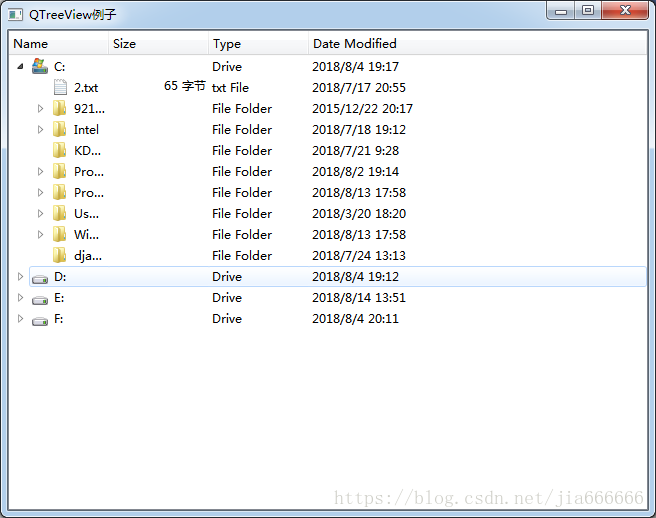 QTreeView例子
Name Size Type Date Modified
C: Drive 2018/8/4 19:17
2.txt 65 字节 txt File 2018/7/17 20:55
921... File Folder 2015/12/22 20:17
Intel File Folder 2018/7/18 19:12
KD... File Folder 2018/7/21 9:28
Pro... File Folder 2018/8/2 19:14
Pro... File Folder 2018/8/13 17:58
Us... File Folder 2018/3/20 18:20
Wi... File Folder 2018/8/13 17:58
dja... File Folder 2018/7/24 13:13
D: Drive 2018/8/4 19:12
E: Drive 2018/8/14 13:51
F: Drive 2018/8/4 20:11
https://blog.csdn.net/jia666666